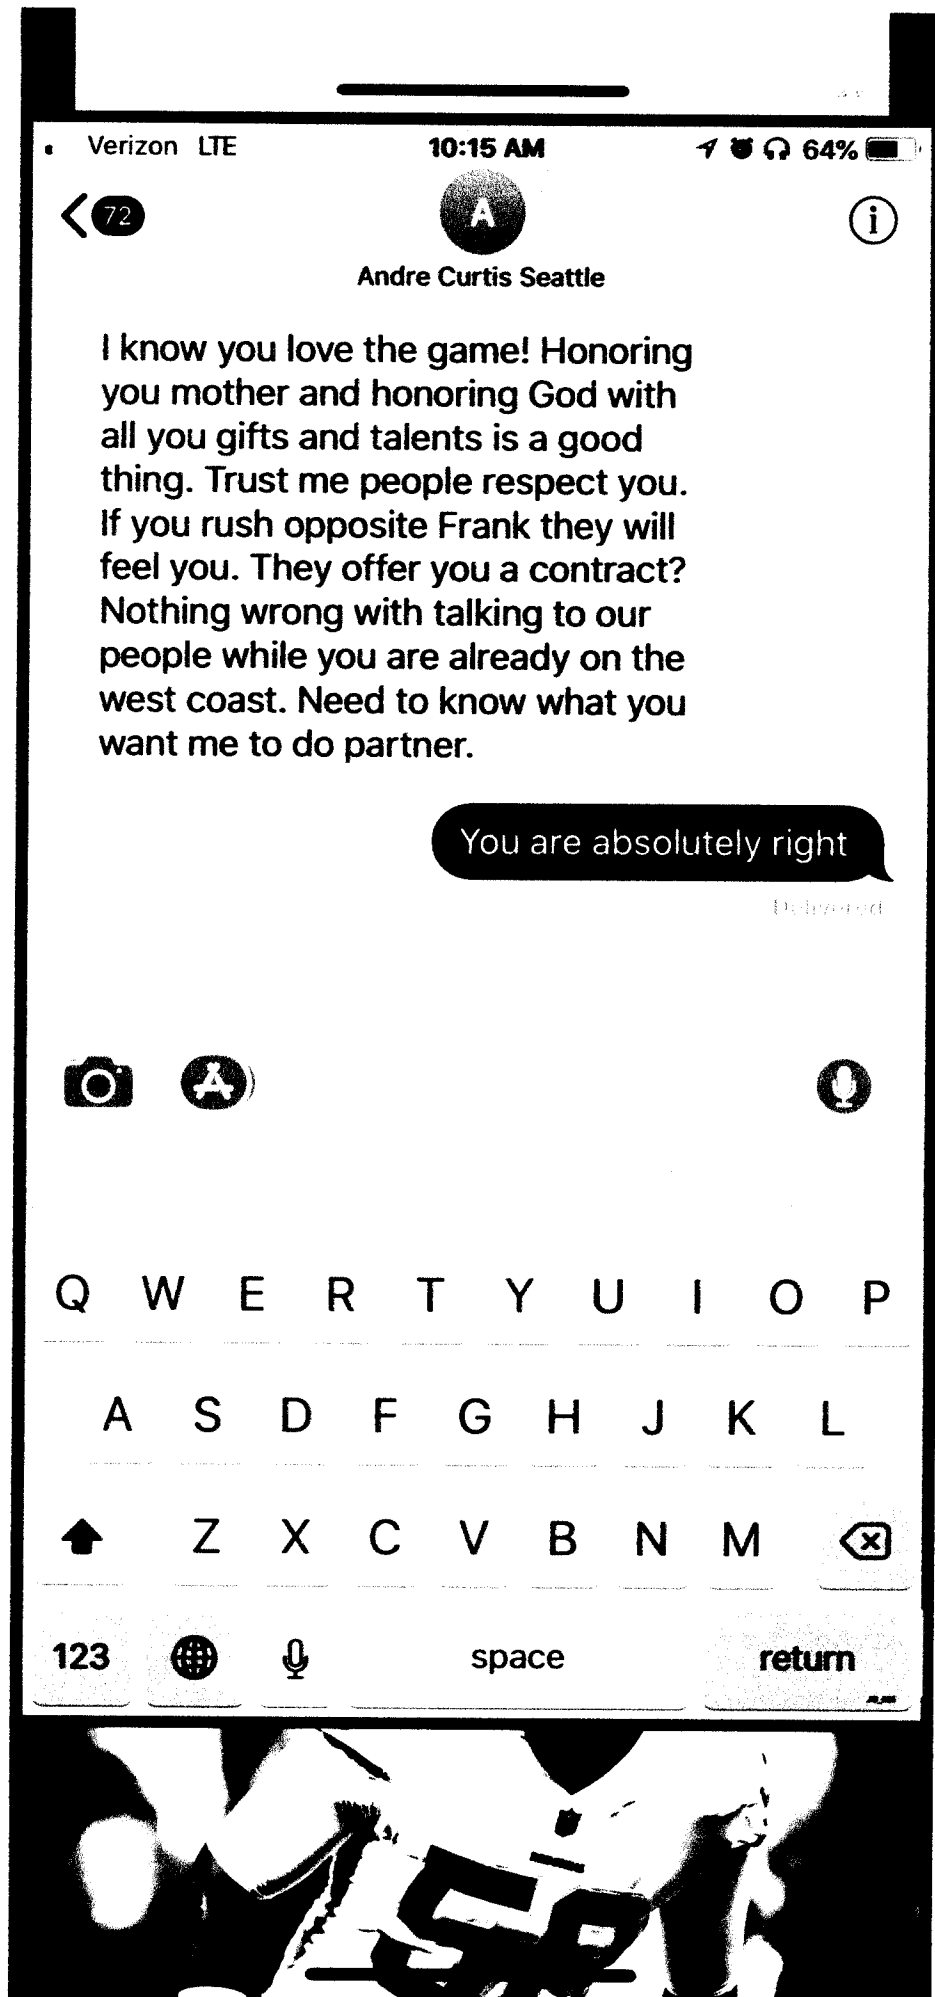 Verizon LTE
10:15 AM
64%
72
A
Andre Curtis Seattle
I know you love the game! Honoring
you mother and honoring God with
all you gifts and talents is a good
thing. Trust me people respect you.
If you rush opposite Frank they will
feel you. They offer you a contract?
Nothing wrong with talking to our
people while you are already on the
west coast. Need to know what you
want me to do partner.
You are absolutely right
Delivered
Q W E R T Y U I O P
A S D F G H J K L
Z X C V B N M
123 space return